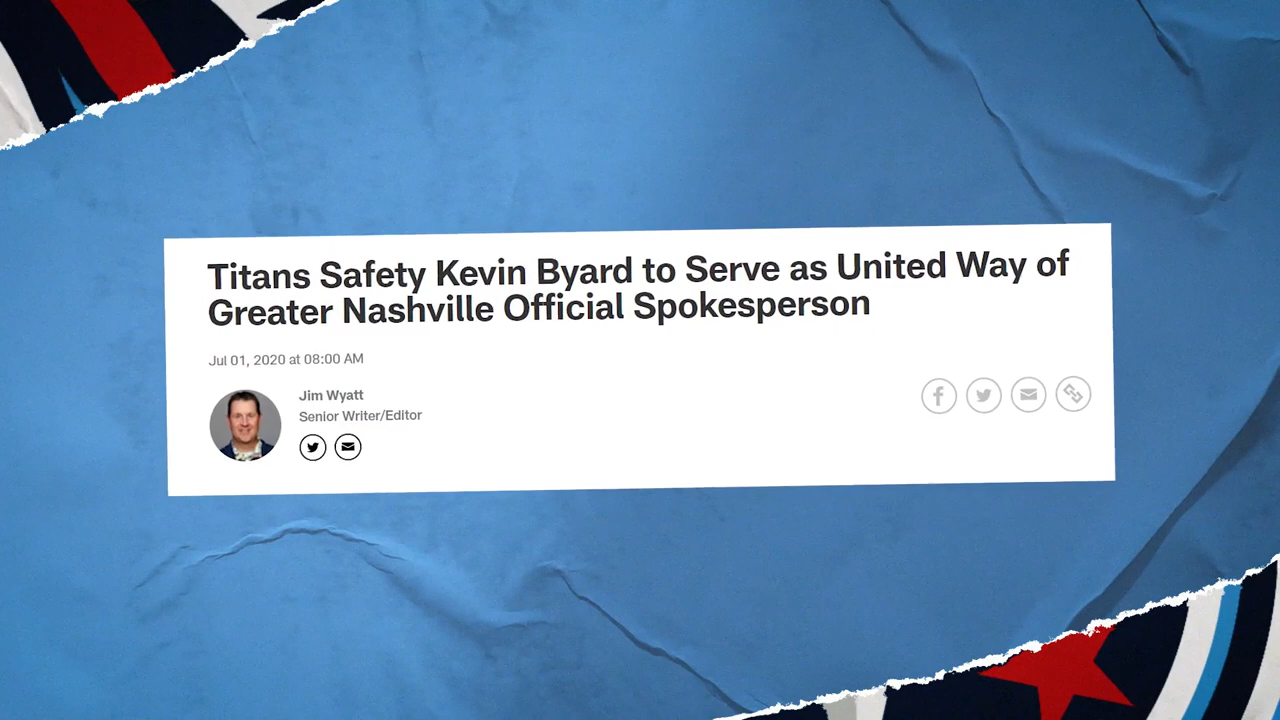 Titans Safety Kevin Byard to Serve as United Way of
Greater Nashville Official Spokesperson
Jul 01, 2020 at 08:00 AM
Jim Wyatt
Senior Writer/Editor